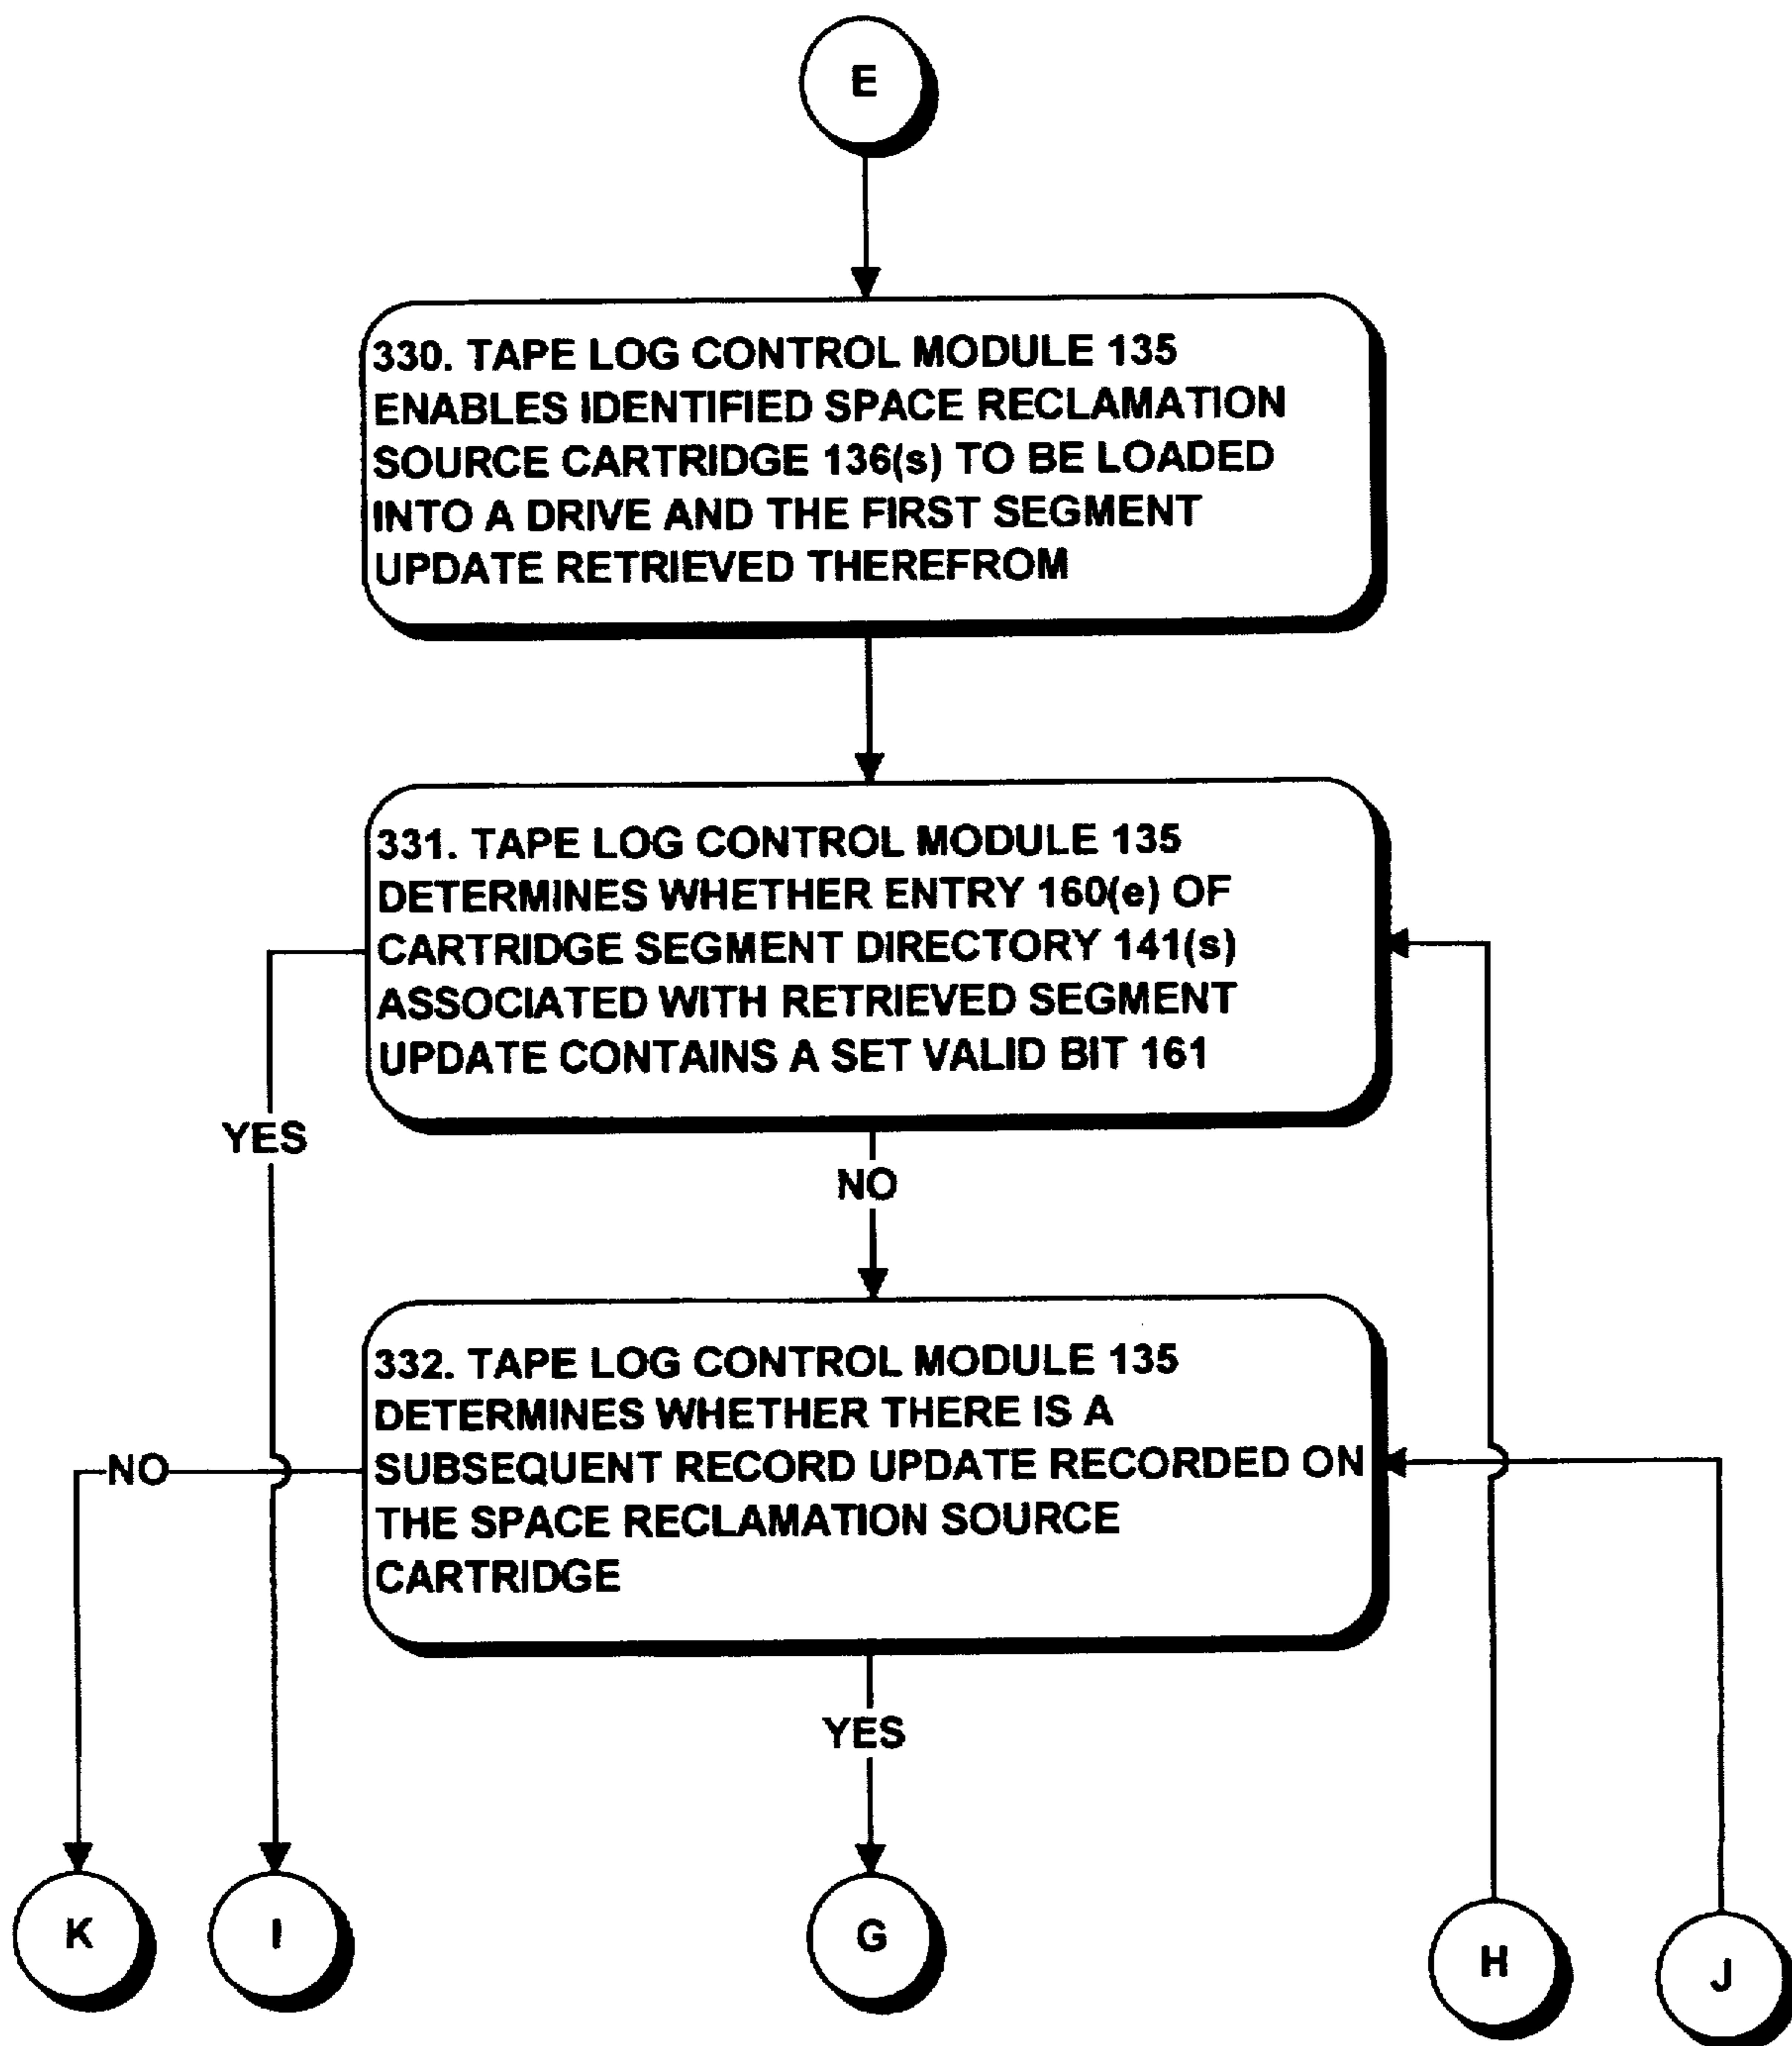 E
330. TAPE LOG CONTROL MODULE 135
ENABLES IDENTIFIED SPACE RECLAMATION
SOURCE CARTRIDGE 136(s) TO BE LOADED
INTO A DRIVE AND THE FIRST SEGMENT
UPDATE RETRIEVED THEREFROM
331. TAPE LOG CONTROL MODULE 135
DETERMINES WHETHER ENTRY 160(e) OF
CARTRIDGE SEGMENT DIRECTORY 141(s)
ASSOCIATED WITH RETRIEVED SEGMENT
UPDATE CONTAINS A SET VALID BIT 161
YES
NO
332. TAPE LOG CONTROL MODULE 135
DETERMINES WHETHER THERE IS A
SUBSEQUENT RECORD UPDATE RECORDED ON
THE SPACE RECLAMATION SOURCE
CARTRIDGE
NO
YES
K
I
G
H
J